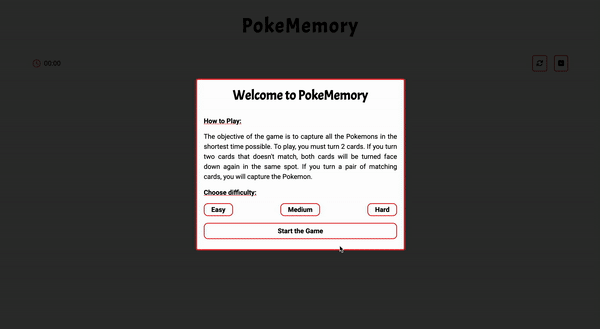 PokeMemory
00:00
Welcome to PokeMemory
How to Play:
The objective of the game is to capture all the Pokemons in the
shortest time possible. To play, you must turn 2 cards. If you turn
two cards that doesn't match, both cards will be turned face
down again in the same spot. If you turn a pair of matching
cards, you will capture the Pokemon.
Choose difficulty:
Easy Medium Hard
Start the Game